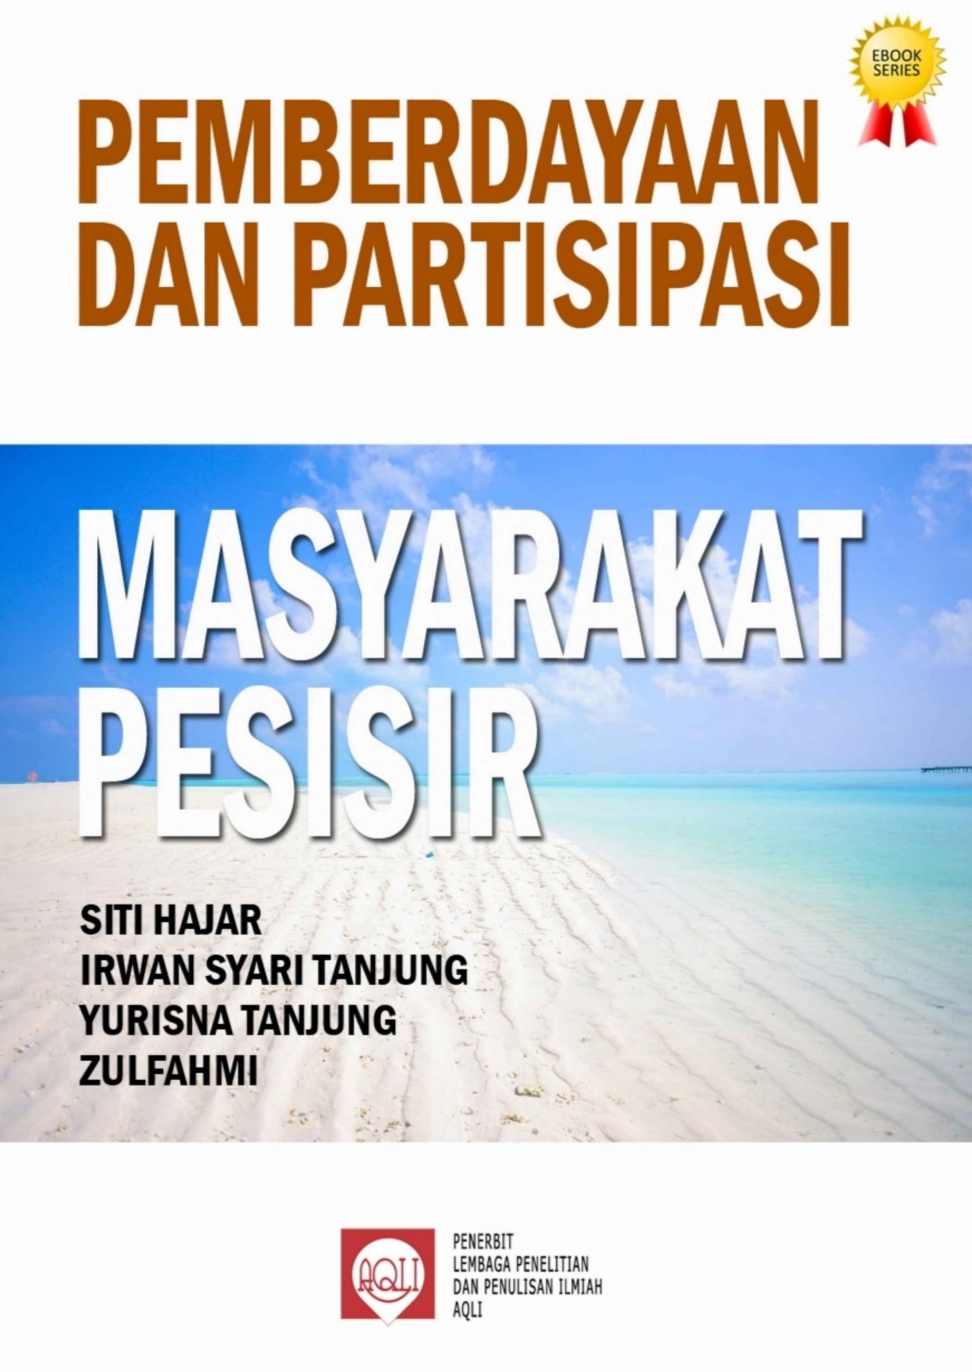 EBOOK
SERIES
PEMBERDAYAAN
DAN PARTISIPASI
MASYARAKAT
PESISIR
SITI HAJAR
IRWAN SYARI TANJUNG
YURISNA TANJUNG
ZULFAHMI
AQLI
PENERBIT
LEMBAGA PENELITIAN
DAN PENULISAN ILMIAH
AQLI